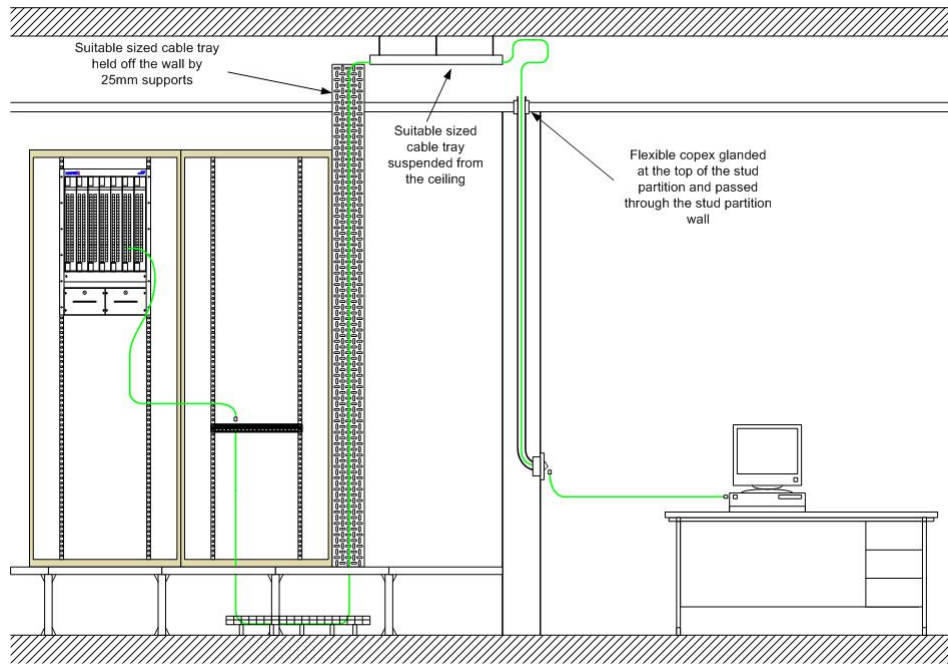 Suitable sized cable tray
held off the wall by
25mm supports
Suitable sized
cable tray
suspended from
the ceiling
Flexible copex glanded
at the top of the stud
partition and passed
through the stud partition
wall